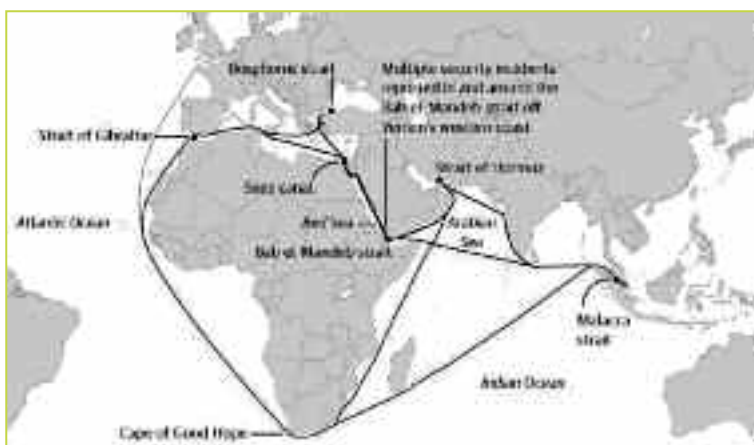 Bosphorus strait
Multiple security incidents
reported in and around the
Bab el-Mandeb strait off
Yemen's western coast
Strait of Gibraltar
Strait of Hormuz
Suez canal
Atlantic Ocean
Red Sea
Arabian
Sea
Bab el-Mandeb strait
Malacca
strait
Indian Ocean
Cape of Good Hope